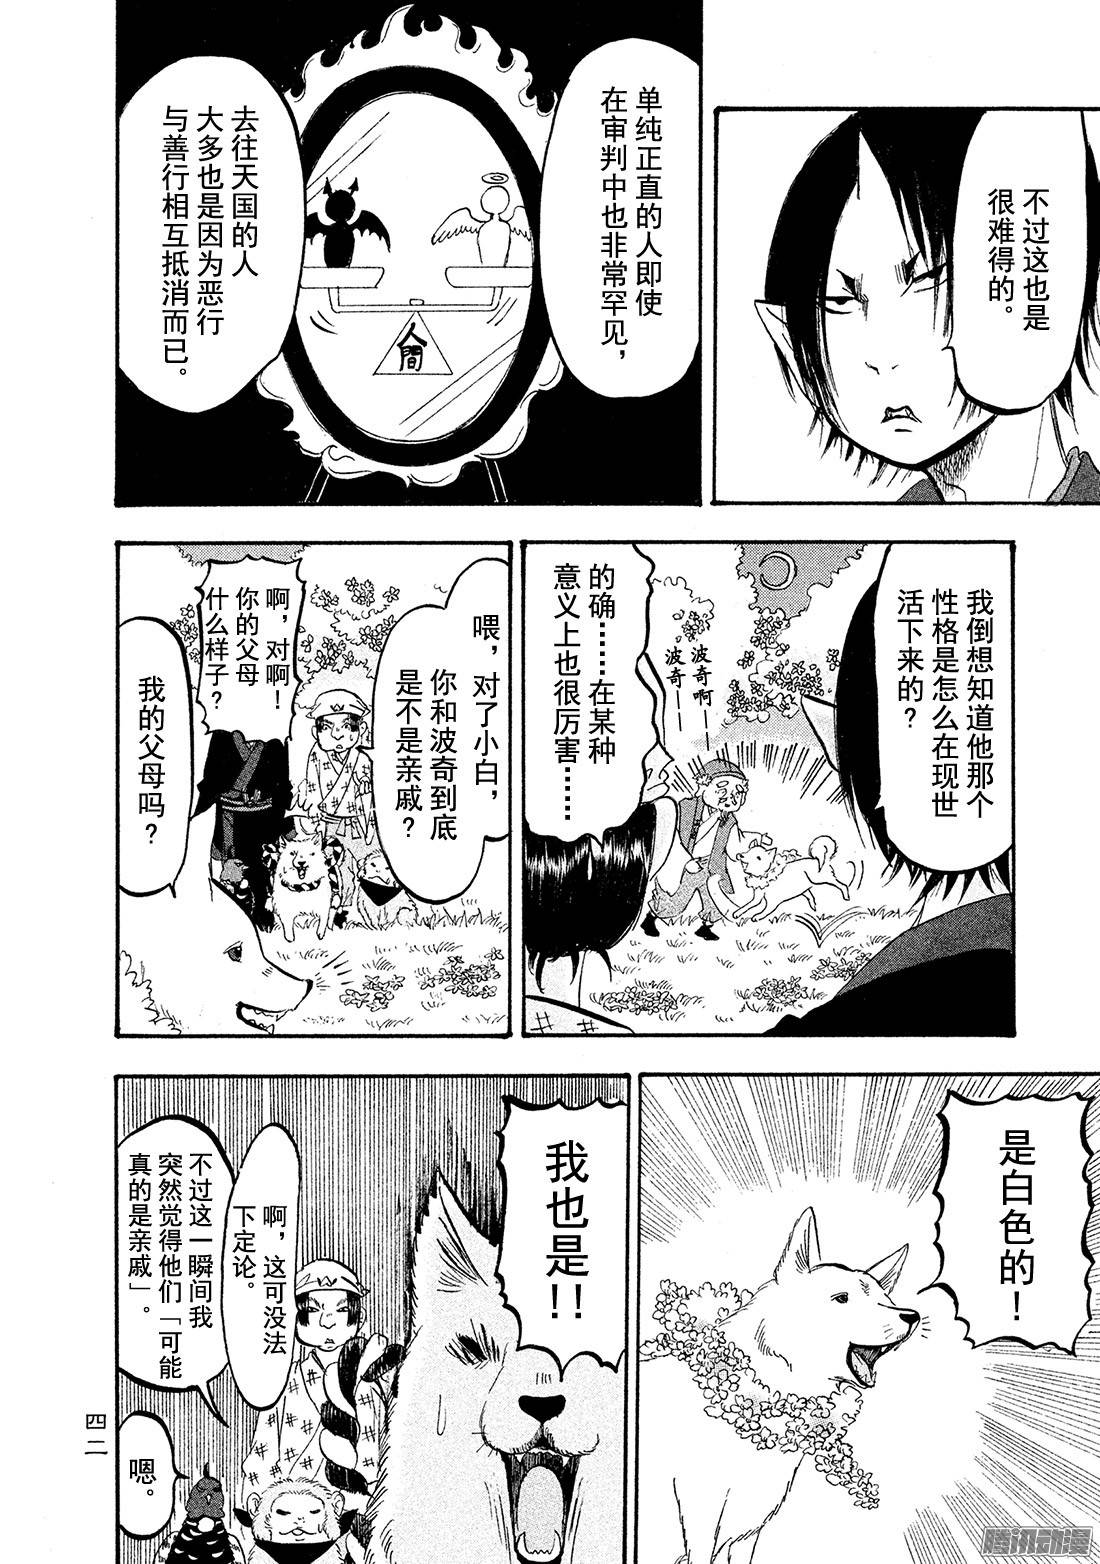 不过这也是
很难得的。
单纯正直的人即使
在审判中也非常罕见，
人間
去往天国的人
大多也是因为恶行
与善行相互抵消而已。
我倒想知道他那个
性格是怎么在现世
活下来的？
波奇啊——
波奇——
的确……在某种
意义上也很厉害……
喂，对了小白，
你和波奇到底
是不是亲戚？
啊，对啊！
你的父母
什么样子？
我的父母吗？
是白色的！
我也是！！
啊，这可没法
下定论。
不过这一瞬间我
突然觉得他们「可能
真的是亲戚」。
嗯。
四二
腾讯动漫